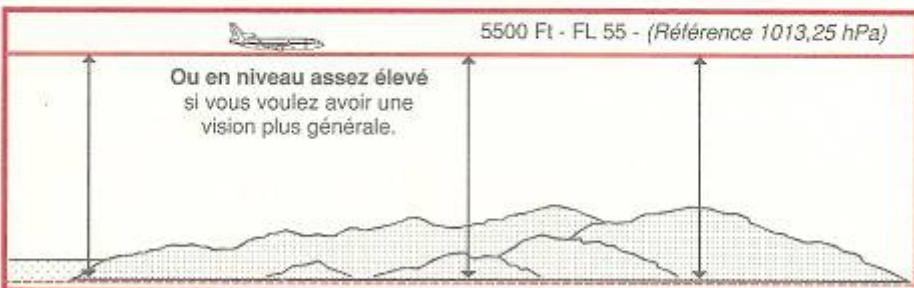 5500 Ft - FL 55 - (Référence 1013,25 hPa)
Ou en niveau assez élevé
si vous voulez avoir une
vision plus générale.